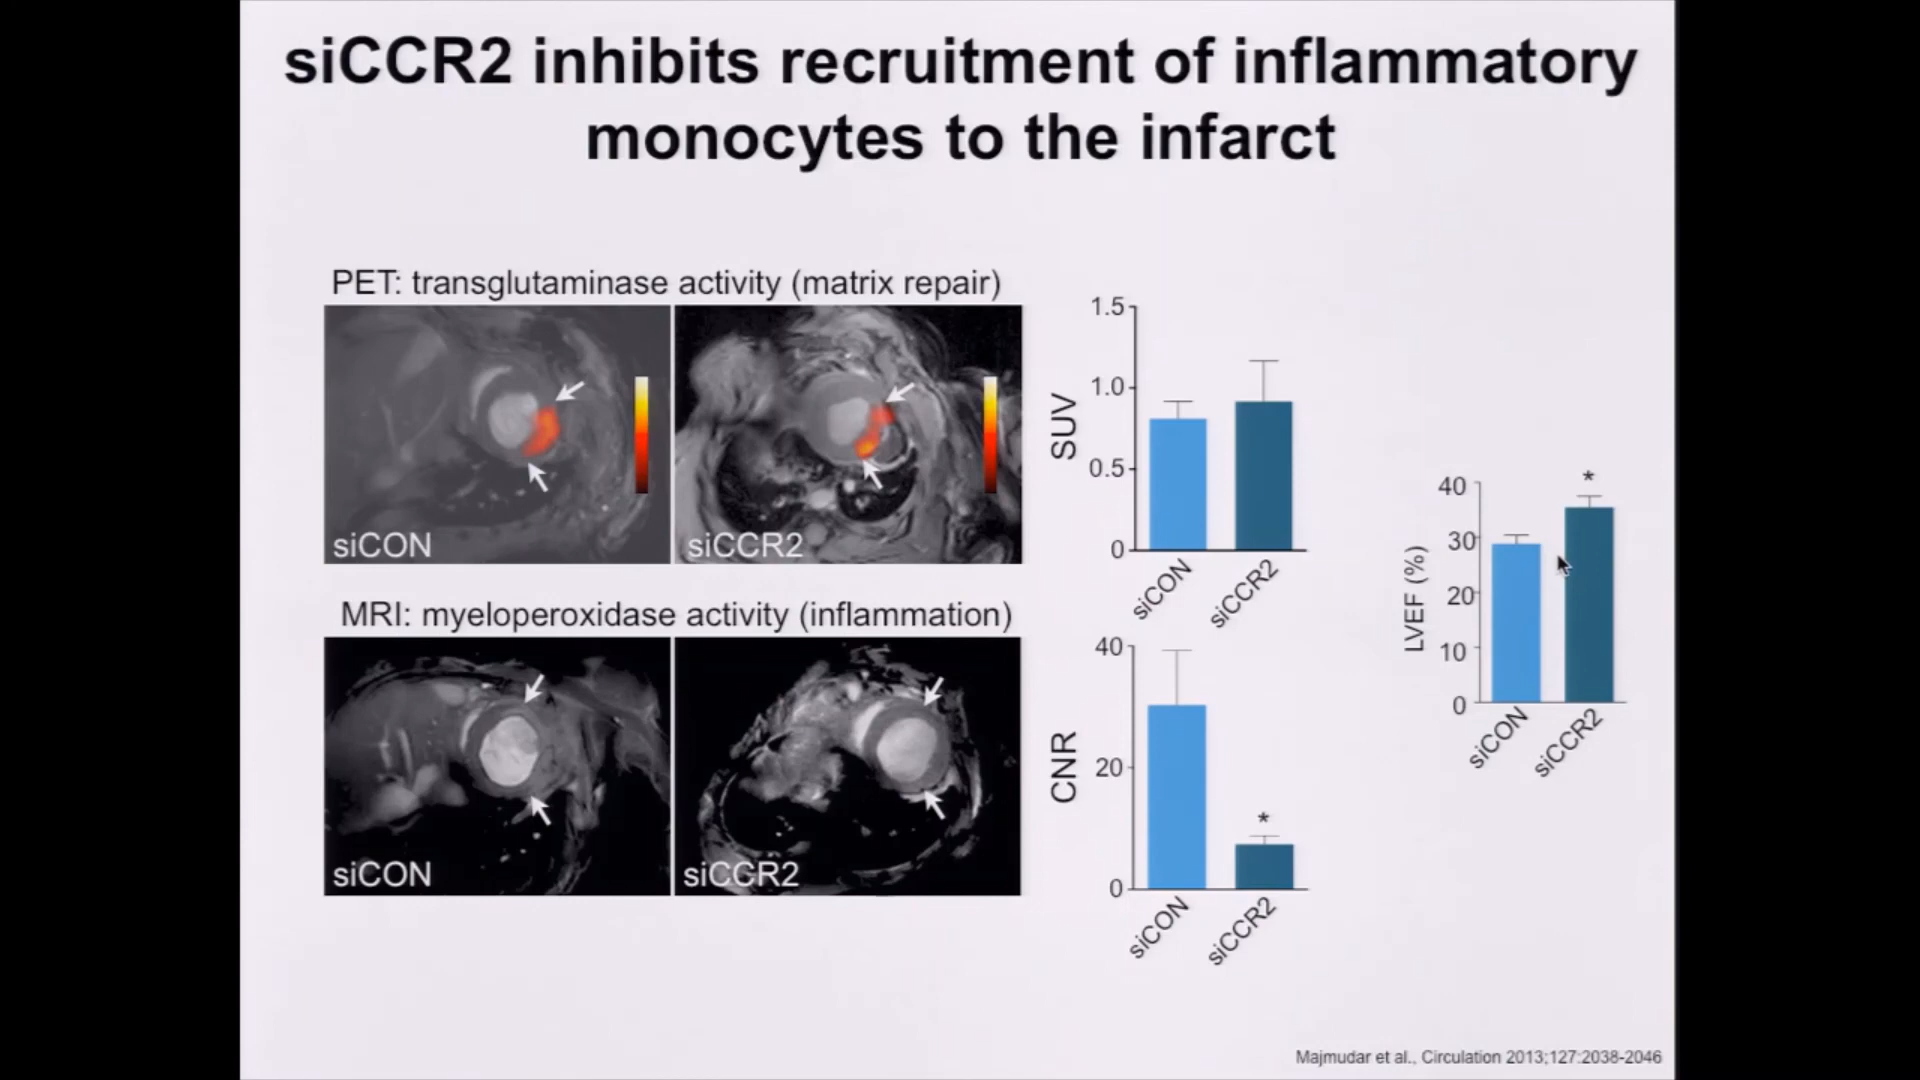 siCCR2 inhibits recruitment of inflammatory
monocytes to the infarct
PET: transglutaminase activity (matrix repair)
siCON
siCCR2
SUV
1.5
1.0
0.5
0
siCON
siCCR2
MRI: myeloperoxidase activity (inflammation)
siCON
siCCR2
CNR
40
20
0
*
siCON
siCCR2
LVEF (%)
40
30
20
10
0
*
siCON
siCCR2
Majmudar et al., Circulation 2013;127:2038-2046